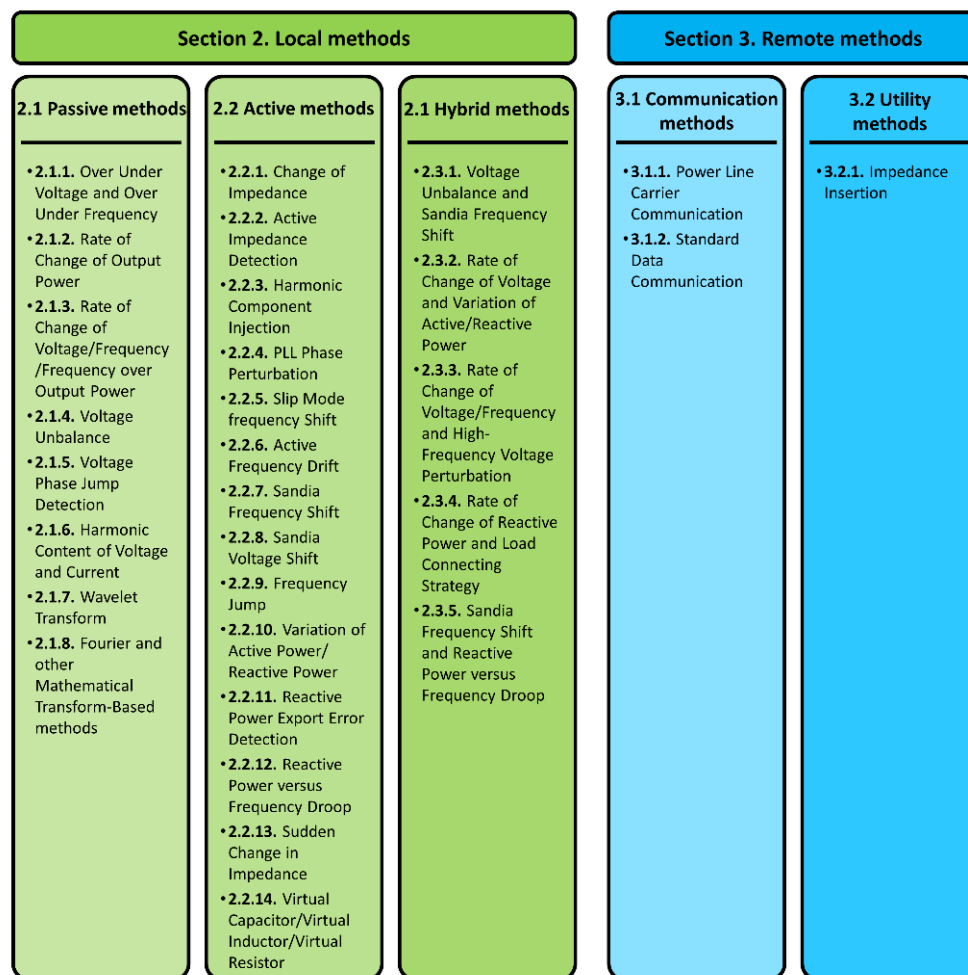 Section 2. Local methods
2.1 Passive methods
•2.1.1. Over Under
Voltage and Over
Under Frequency
•2.1.2. Rate of
Change of Output
Power
•2.1.3. Rate of
Change of
Voltage/Frequency
/Frequency over
Output Power
•2.1.4. Voltage
Unbalance
•2.1.5. Voltage
Phase Jump
Detection
•2.1.6. Harmonic
Content of Voltage
and Current
•2.1.7. Wavelet
Transform
•2.1.8. Fourier and
other
Mathematical
Transform-Based
methods
2.2 Active methods
•2.2.1. Change of
Impedance
•2.2.2. Active
Impedance
Detection
•2.2.3. Harmonic
Component
Injection
•2.2.4. PLL Phase
Perturbation
•2.2.5. Slip Mode
frequency Shift
•2.2.6. Active
Frequency Drift
•2.2.7. Sandia
Frequency Shift
•2.2.8. Sandia
Voltage Shift
•2.2.9. Frequency
Jump
•2.2.10. Variation of
Active Power/
Reactive Power
•2.2.11. Reactive
Power Export Error
Detection
•2.2.12. Reactive
Power versus
Frequency Droop
•2.2.13. Sudden
Change in
Impedance
•2.2.14. Virtual
Capacitor/Virtual
Inductor/Virtual
Resistor
2.1 Hybrid methods
•2.3.1. Voltage
Unbalance and
Sandia Frequency
Shift
•2.3.2. Rate of
Change of Voltage
and Variation of
Active/Reactive
Power
•2.3.3. Rate of
Change of
Voltage/Frequency
and High-
Frequency Voltage
Perturbation
•2.3.4. Rate of
Change of Reactive
Power and Load
Connecting
Strategy
•2.3.5. Sandia
Frequency Shift
and Reactive
Power versus
Frequency Droop
Section 3. Remote methods
3.1 Communication
methods
•3.1.1. Power Line
Carrier
Communication
•3.1.2. Standard
Data
Communication
3.2 Utility
methods
•3.2.1. Impedance
Insertion